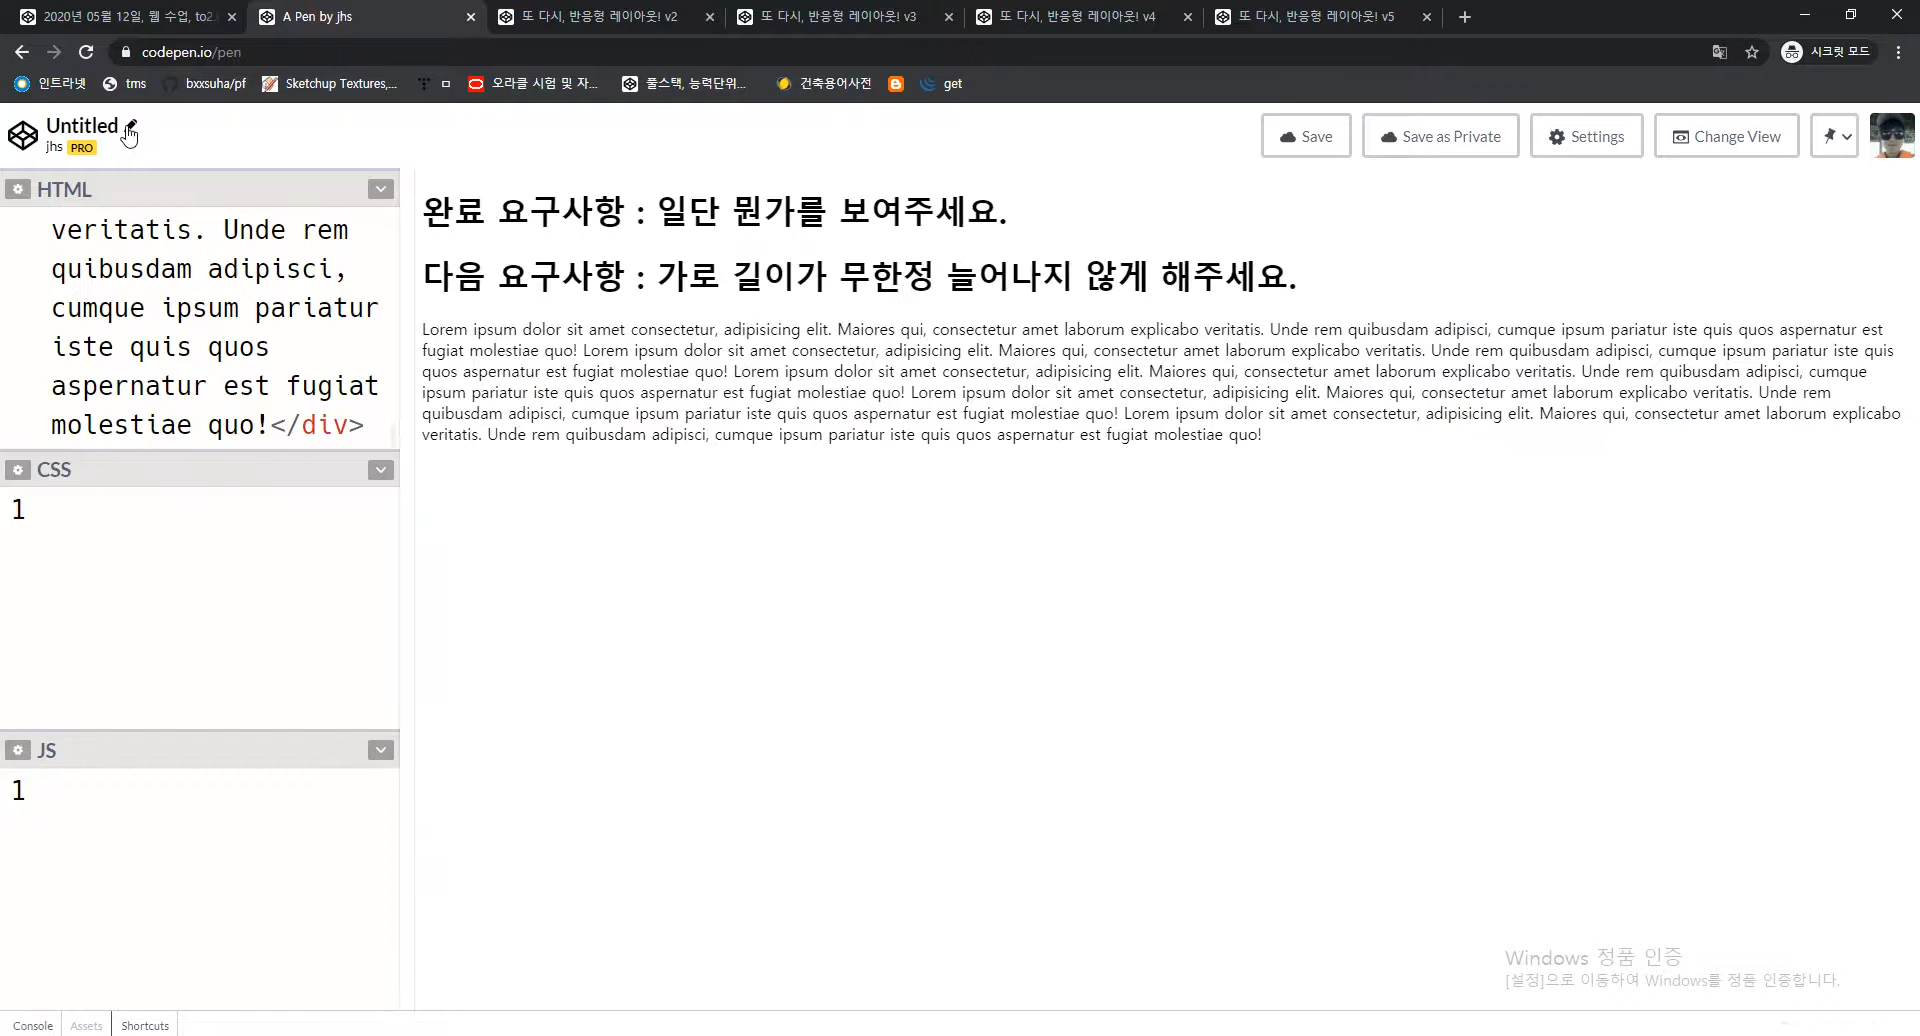 2020년 05월 12일, 웹 수업, to2.
A Pen by jhs
또 다시, 반응형 레이아웃! v2
또 다시, 반응형 레이아웃! v3
또 다시, 반응형 레이아웃! v4
또 다시, 반응형 레이아웃! v5
codepen.io/pen
시크릿 모드
인트라넷
tms
bxxsuha/pf
Sketchup Textures,...
ㅁ
오라클 시험 및 자...
풀스택, 능력단위...
건축용어사전
get
Untitled
jhs PRO
Save
Save as Private
Settings
Change View
HTML
veritatis. Unde rem
quibusdam adipisci,
cumque ipsum pariatur
iste quis quos
aspernatur est fugiat
molestiae quo!</div>
CSS
1
JS
1
완료 요구사항 : 일단 뭔가를 보여주세요.
다음 요구사항 : 가로 길이가 무한정 늘어나지 않게 해주세요.
Lorem ipsum dolor sit amet consectetur, adipisicing elit. Maiores qui, consectetur amet laborum explicabo veritatis. Unde rem quibusdam adipisci, cumque ipsum pariatur iste quis quos aspernatur est
fugiat molestiae quo! Lorem ipsum dolor sit amet consectetur, adipisicing elit. Maiores qui, consectetur amet laborum explicabo veritatis. Unde rem quibusdam adipisci, cumque ipsum pariatur iste quis
quos aspernatur est fugiat molestiae quo! Lorem ipsum dolor sit amet consectetur, adipisicing elit. Maiores qui, consectetur amet laborum explicabo veritatis. Unde rem quibusdam adipisci, cumque
ipsum pariatur iste quis quos aspernatur est fugiat molestiae quo! Lorem ipsum dolor sit amet consectetur, adipisicing elit. Maiores qui, consectetur amet laborum explicabo veritatis. Unde rem
quibusdam adipisci, cumque ipsum pariatur iste quis quos aspernatur est fugiat molestiae quo! Lorem ipsum dolor sit amet consectetur, adipisicing elit. Maiores qui, consectetur amet laborum explicabo
veritatis. Unde rem quibusdam adipisci, cumque ipsum pariatur iste quis quos aspernatur est fugiat molestiae quo!
Windows 정품 인증
[설정]으로 이동하여 Windows를 정품 인증합니다.
Console
Assets
Shortcuts